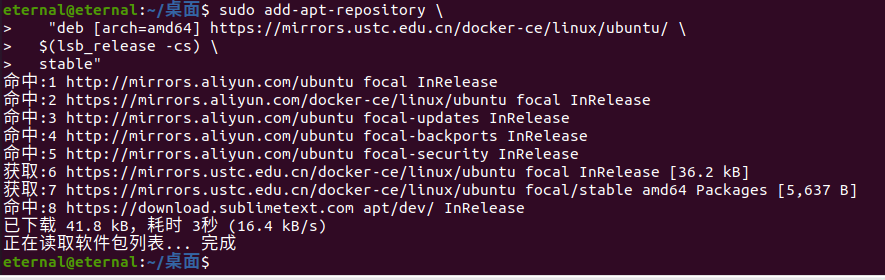 eternal@eternal:~/桌面$ sudo add-apt-repository \
>    "deb [arch=amd64] https://mirrors.ustc.edu.cn/docker-ce/linux/ubuntu/ \
>   $(lsb_release -cs) \
>   stable"
命中:1 http://mirrors.aliyun.com/ubuntu focal InRelease
命中:2 https://mirrors.aliyun.com/docker-ce/linux/ubuntu focal InRelease
命中:3 http://mirrors.aliyun.com/ubuntu focal-updates InRelease
命中:4 http://mirrors.aliyun.com/ubuntu focal-backports InRelease
命中:5 http://mirrors.aliyun.com/ubuntu focal-security InRelease
获取:6 https://mirrors.ustc.edu.cn/docker-ce/linux/ubuntu focal InRelease [36.2 kB]
获取:7 https://mirrors.ustc.edu.cn/docker-ce/linux/ubuntu focal/stable amd64 Packages [5,637 B]
命中:8 https://download.sublimetext.com apt/dev/ InRelease
已下载 41.8 kB，耗时 3秒 (16.4 kB/s)
正在读取软件包列表... 完成
eternal@eternal:~/桌面$